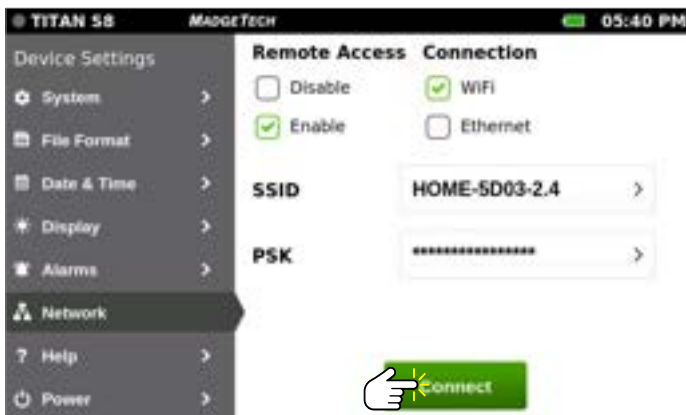 TITAN S8 MADGETECH 05:40 PM
Device Settings
System
File Format
Date & Time
Display
Alarms
Network
Help
Power
Remote Access Connection
Disable WiFi
Enable Ethernet
SSID HOME-5D03-2.4
PSK ****************
Connect